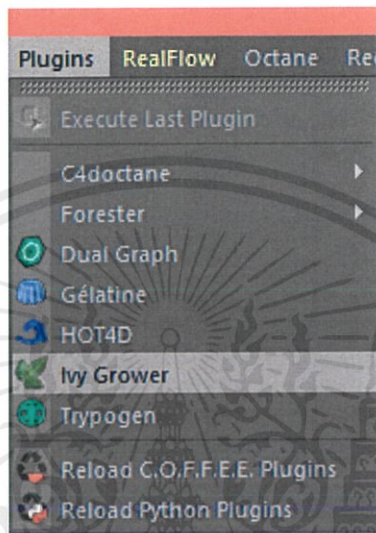 Plugins RealFlow Octane
Execute Last Plugin
C4doctane
Forester
Dual Graph
Gélatine
HOT4D
Ivy Grower
Trypogen
Reload C.O.F.F.E.E. Plugins
Reload Python Plugins